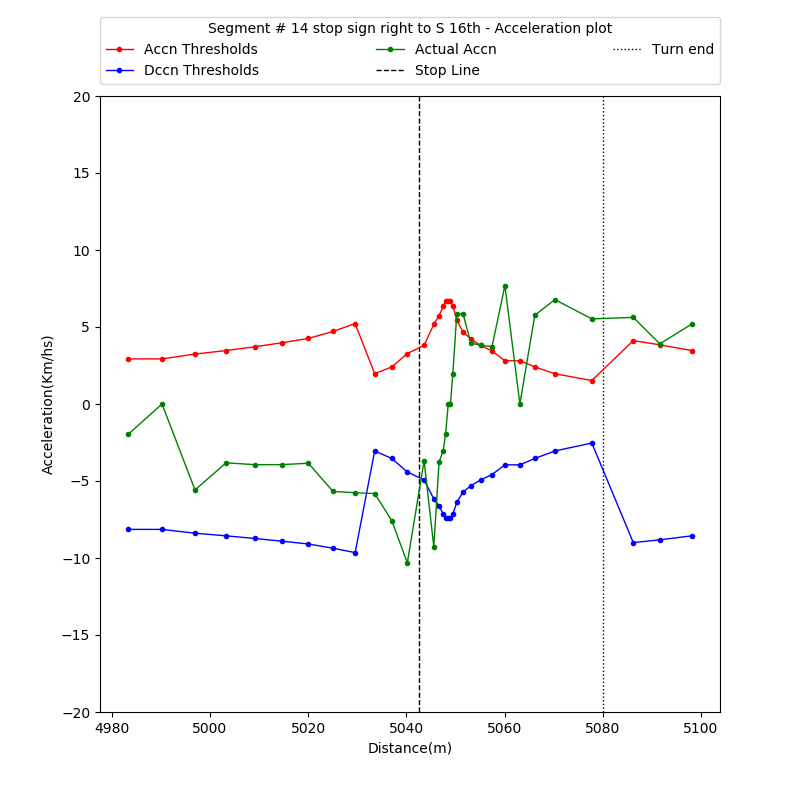 Segment # 14 stop sign right to S 16th - Acceleration plot
Accn Thresholds Actual Accn Turn end
Dccn Thresholds Stop Line
20
15
10
5
0
−5
−10
−15
−20
Acceleration(Km/hs)
4980 5000 5020 5040 5060 5080 5100
Distance(m)